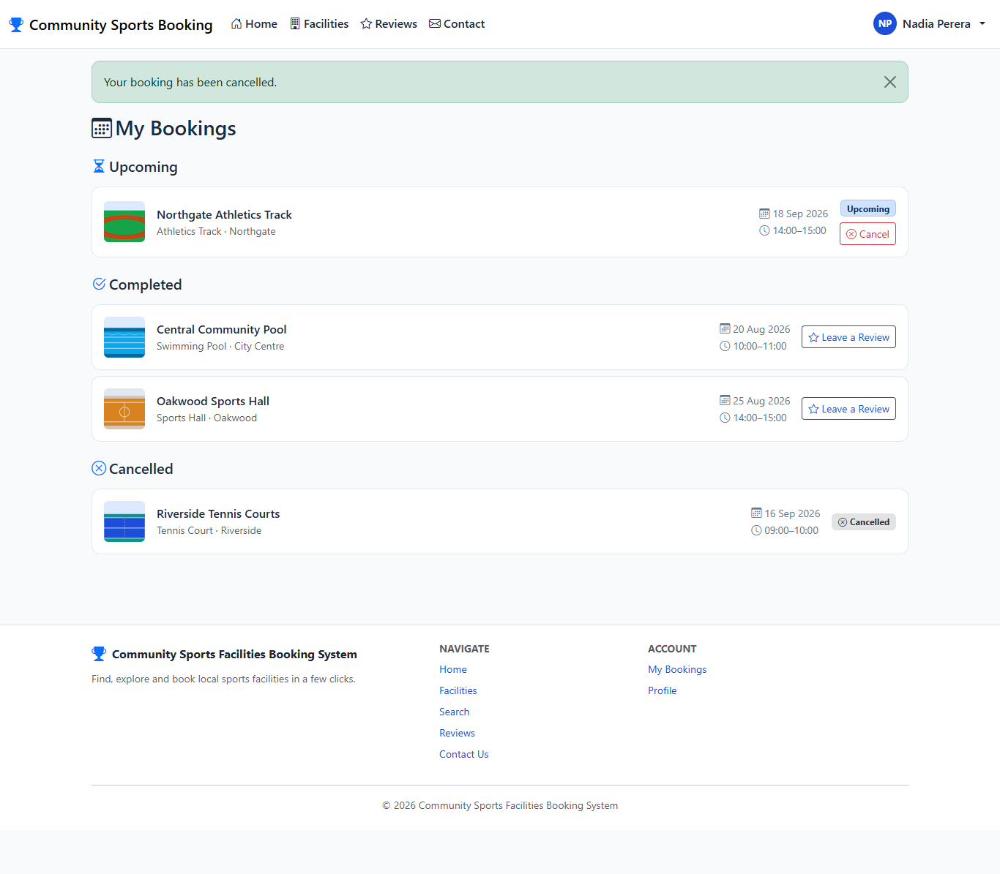 Community Sports Booking
Home
Facilities
Reviews
Contact
NP
Nadia Perera
Your booking has been cancelled.
My Bookings
Upcoming
Northgate Athletics Track
Athletics Track · Northgate
18 Sep 2026
14:00–15:00
Upcoming
Cancel
Completed
Central Community Pool
Swimming Pool · City Centre
20 Aug 2026
10:00–11:00
Leave a Review
Oakwood Sports Hall
Sports Hall · Oakwood
25 Aug 2026
14:00–15:00
Leave a Review
Cancelled
Riverside Tennis Courts
Tennis Court · Riverside
16 Sep 2026
09:00–10:00
Cancelled
Community Sports Facilities Booking System
Find, explore and book local sports facilities in a few clicks.
NAVIGATE
Home
Facilities
Search
Reviews
Contact Us
ACCOUNT
My Bookings
Profile
© 2026 Community Sports Facilities Booking System